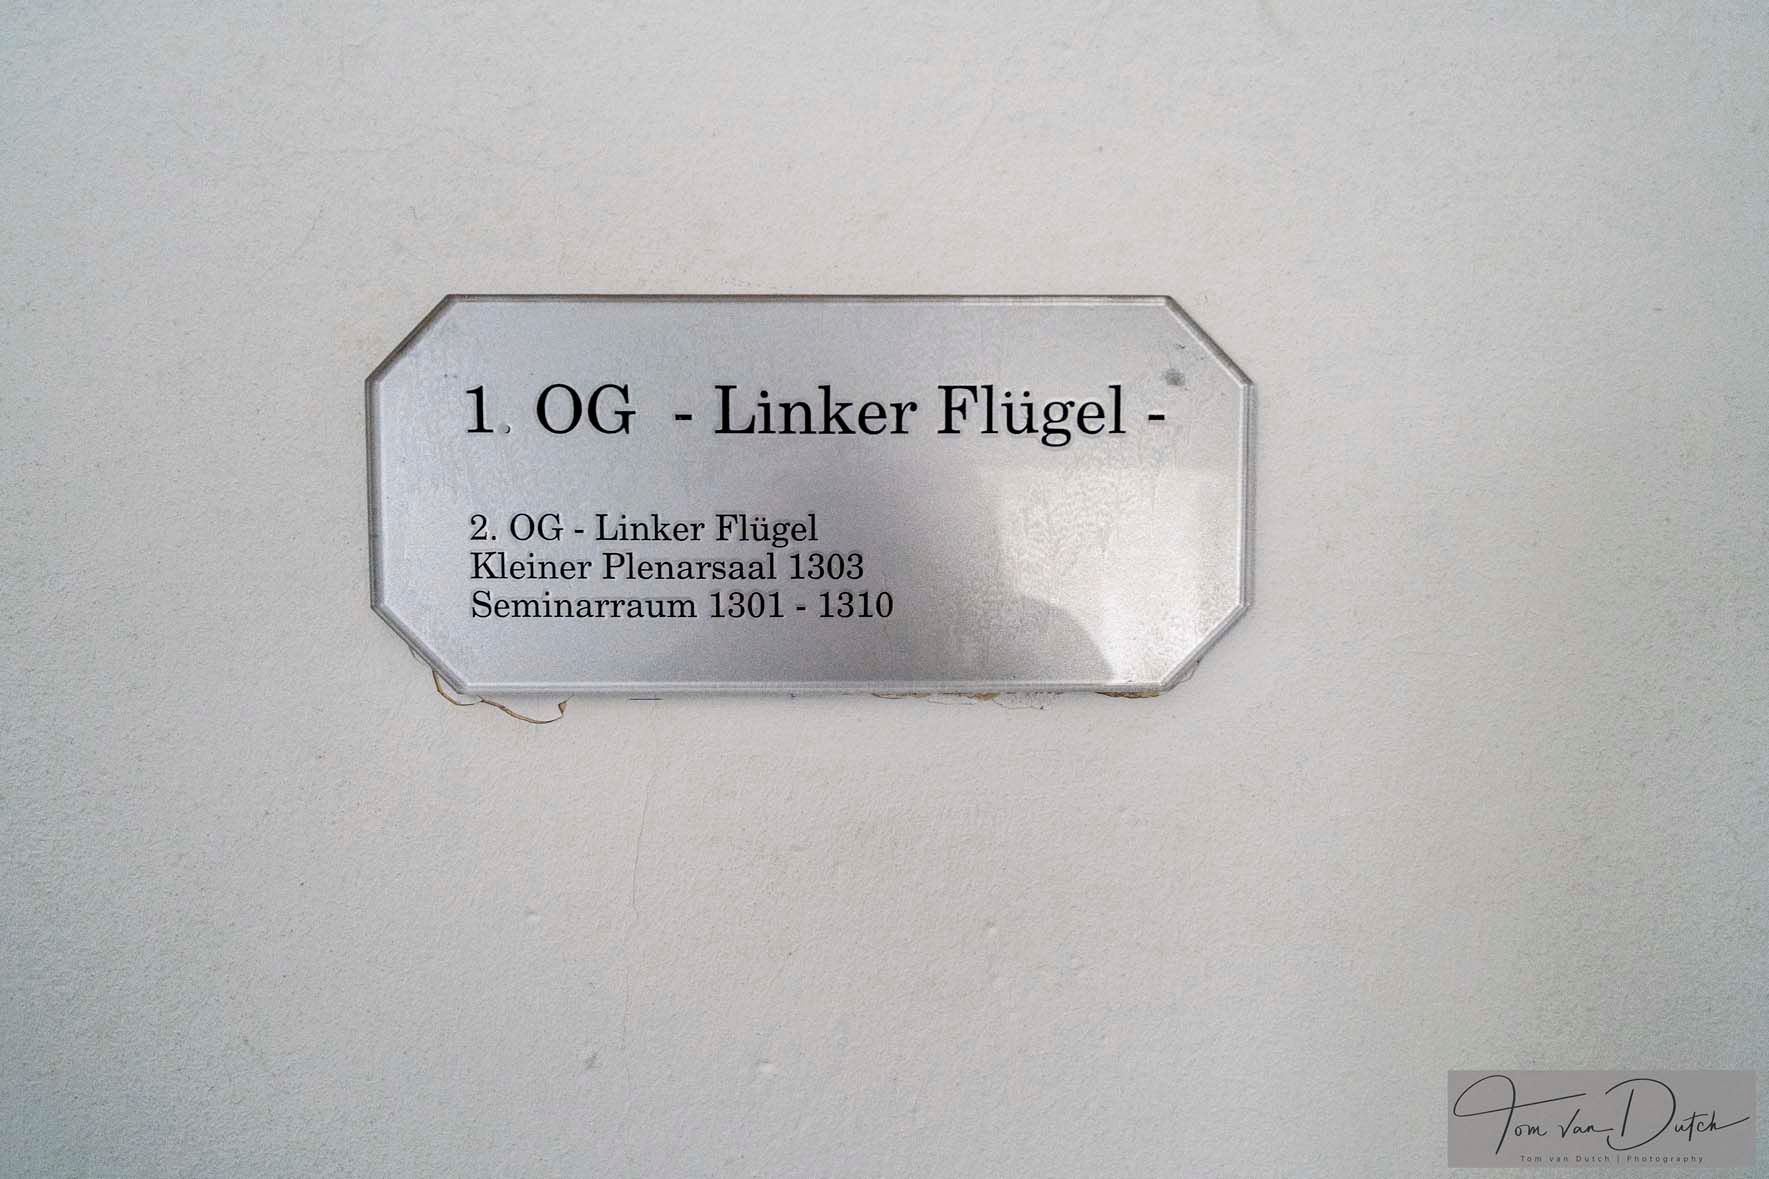 1. OG - Linker Flügel -
2. OG - Linker Flügel
Kleiner Plenarsaal 1303
Seminarraum 1301 - 1310
Tom van Dutch
Tom van Dutch | Photography